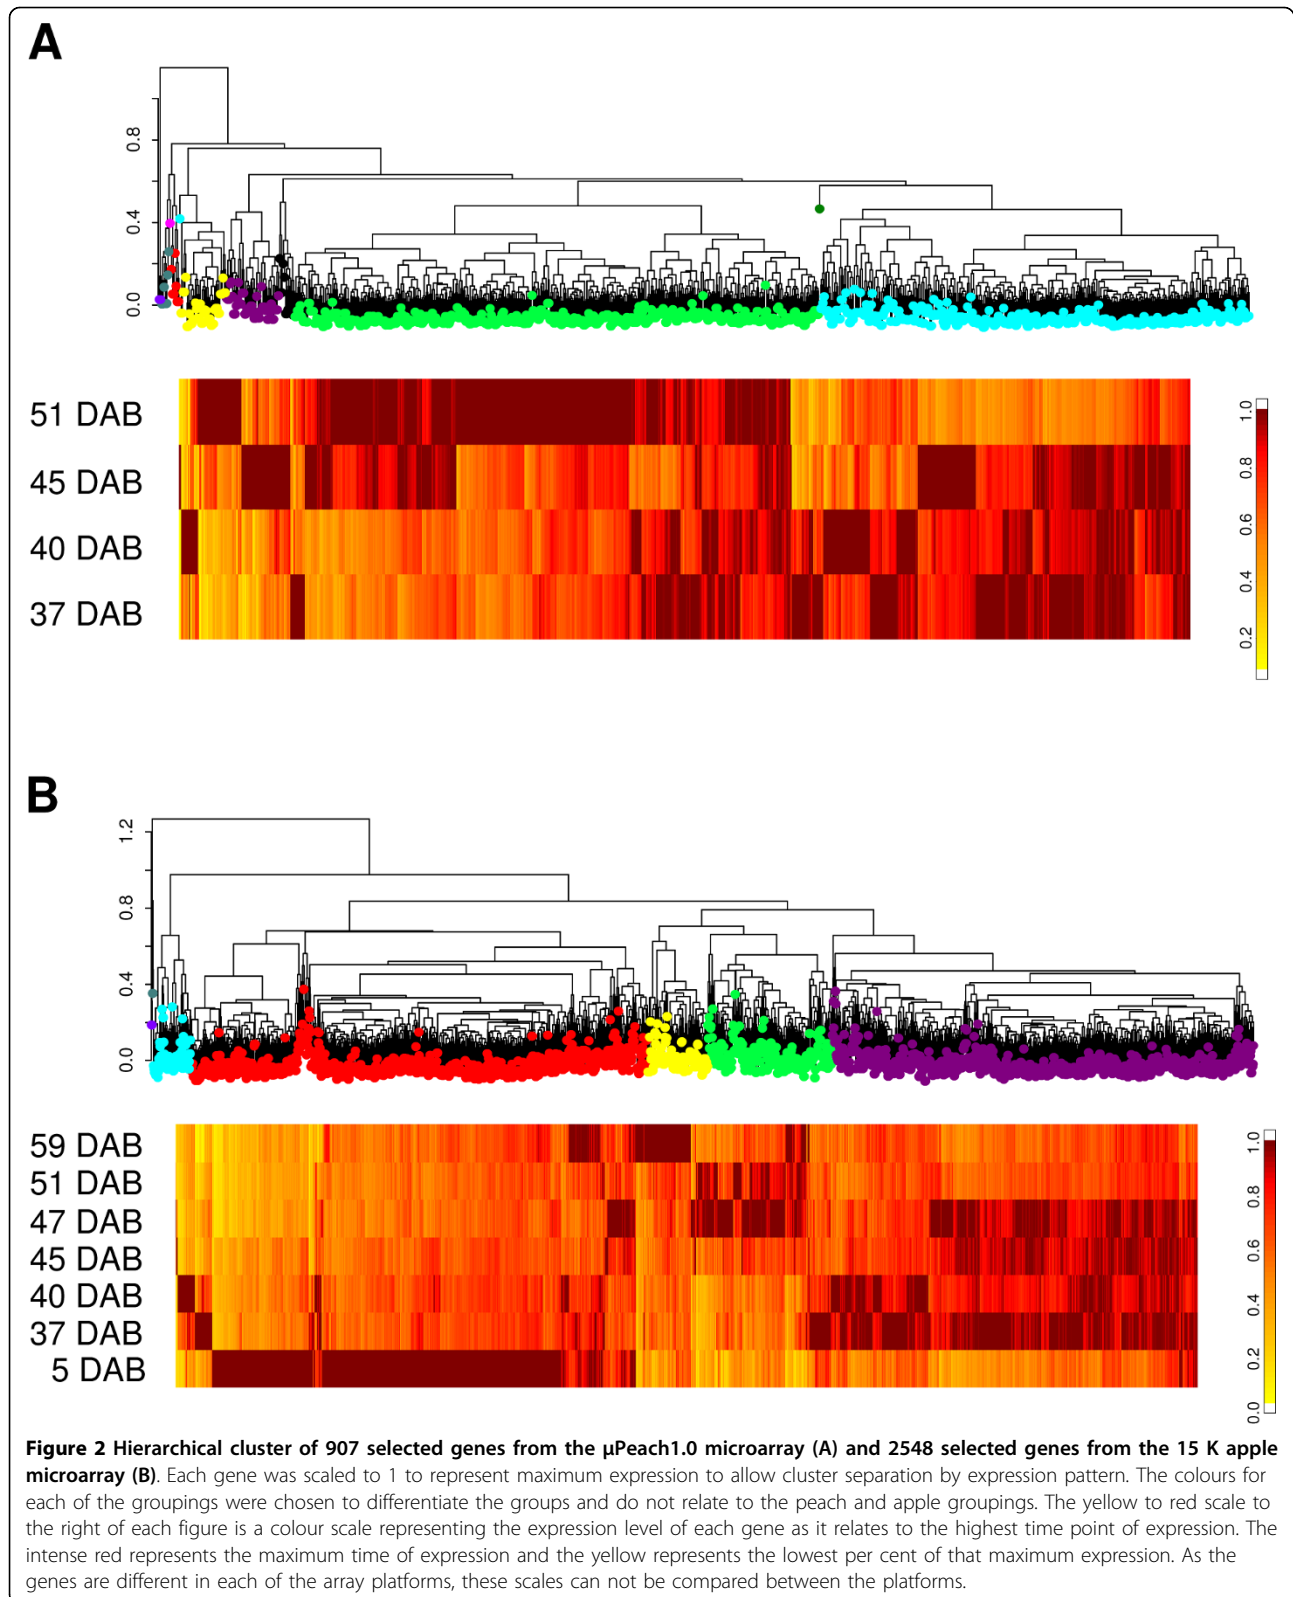 A
0.8
0.4
0.0
51 DAB
45 DAB
40 DAB
37 DAB
1.0
0.8
0.6
0.4
0.2
B
1.2
0.8
0.4
0.0
59 DAB
51 DAB
47 DAB
45 DAB
40 DAB
37 DAB
5 DAB
1.0
0.8
0.6
0.4
0.2
0.0
Figure 2 Hierarchical cluster of 907 selected genes from the µPeach1.0 microarray (A) and 2548 selected genes from the 15 K apple
microarray (B). Each gene was scaled to 1 to represent maximum expression to allow cluster separation by expression pattern. The colours for
each of the groupings were chosen to differentiate the groups and do not relate to the peach and apple groupings. The yellow to red scale to
the right of each figure is a colour scale representing the expression level of each gene as it relates to the highest time point of expression. The
intense red represents the maximum time of expression and the yellow represents the lowest per cent of that maximum expression. As the
genes are different in each of the array platforms, these scales can not be compared between the platforms.